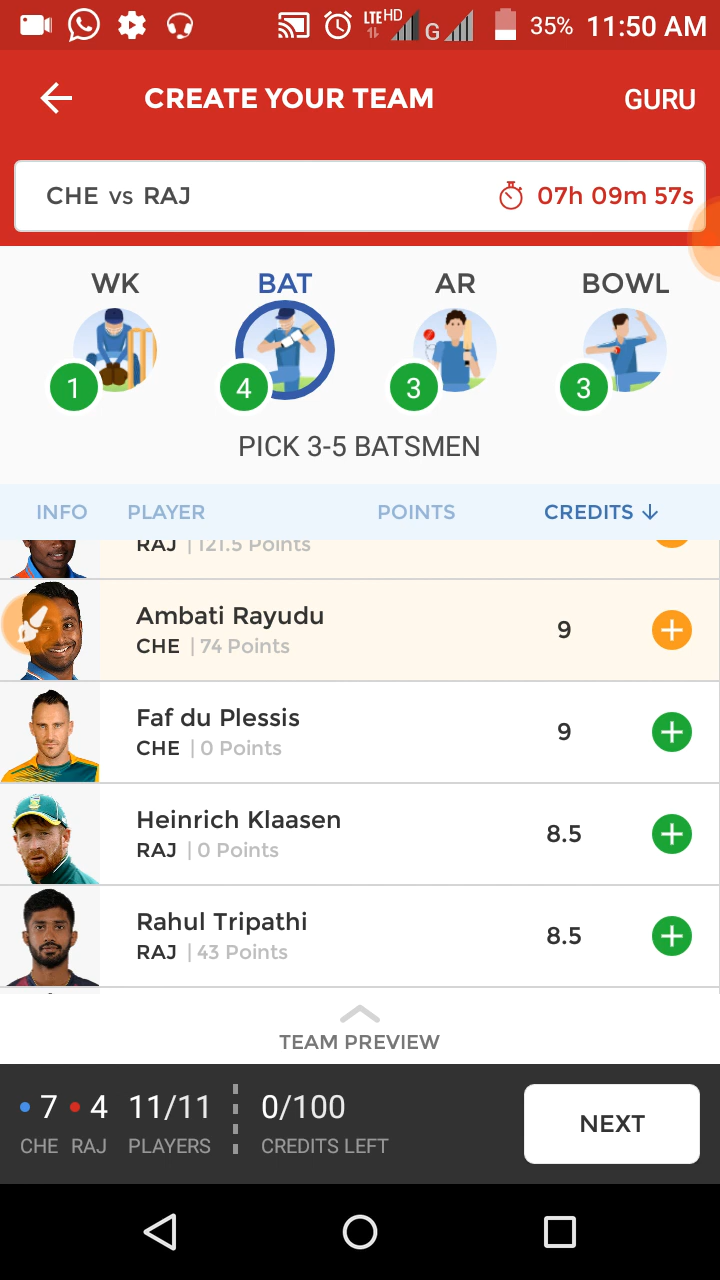 LTE HD G 35% 11:50 AM
CREATE YOUR TEAM GURU
CHE vs RAJ 07h 09m 57s
WK BAT AR BOWL
1 4 3 3
PICK 3-5 BATSMEN
INFO PLAYER POINTS CREDITS
RAJ | 121.5 Points
Ambati Rayudu
CHE | 74 Points
9
Faf du Plessis
CHE | 0 Points
9
Heinrich Klaasen
RAJ | 0 Points
8.5
Rahul Tripathi
RAJ | 43 Points
8.5
TEAM PREVIEW
7 4 11/11 0/100
CHE RAJ PLAYERS CREDITS LEFT
NEXT